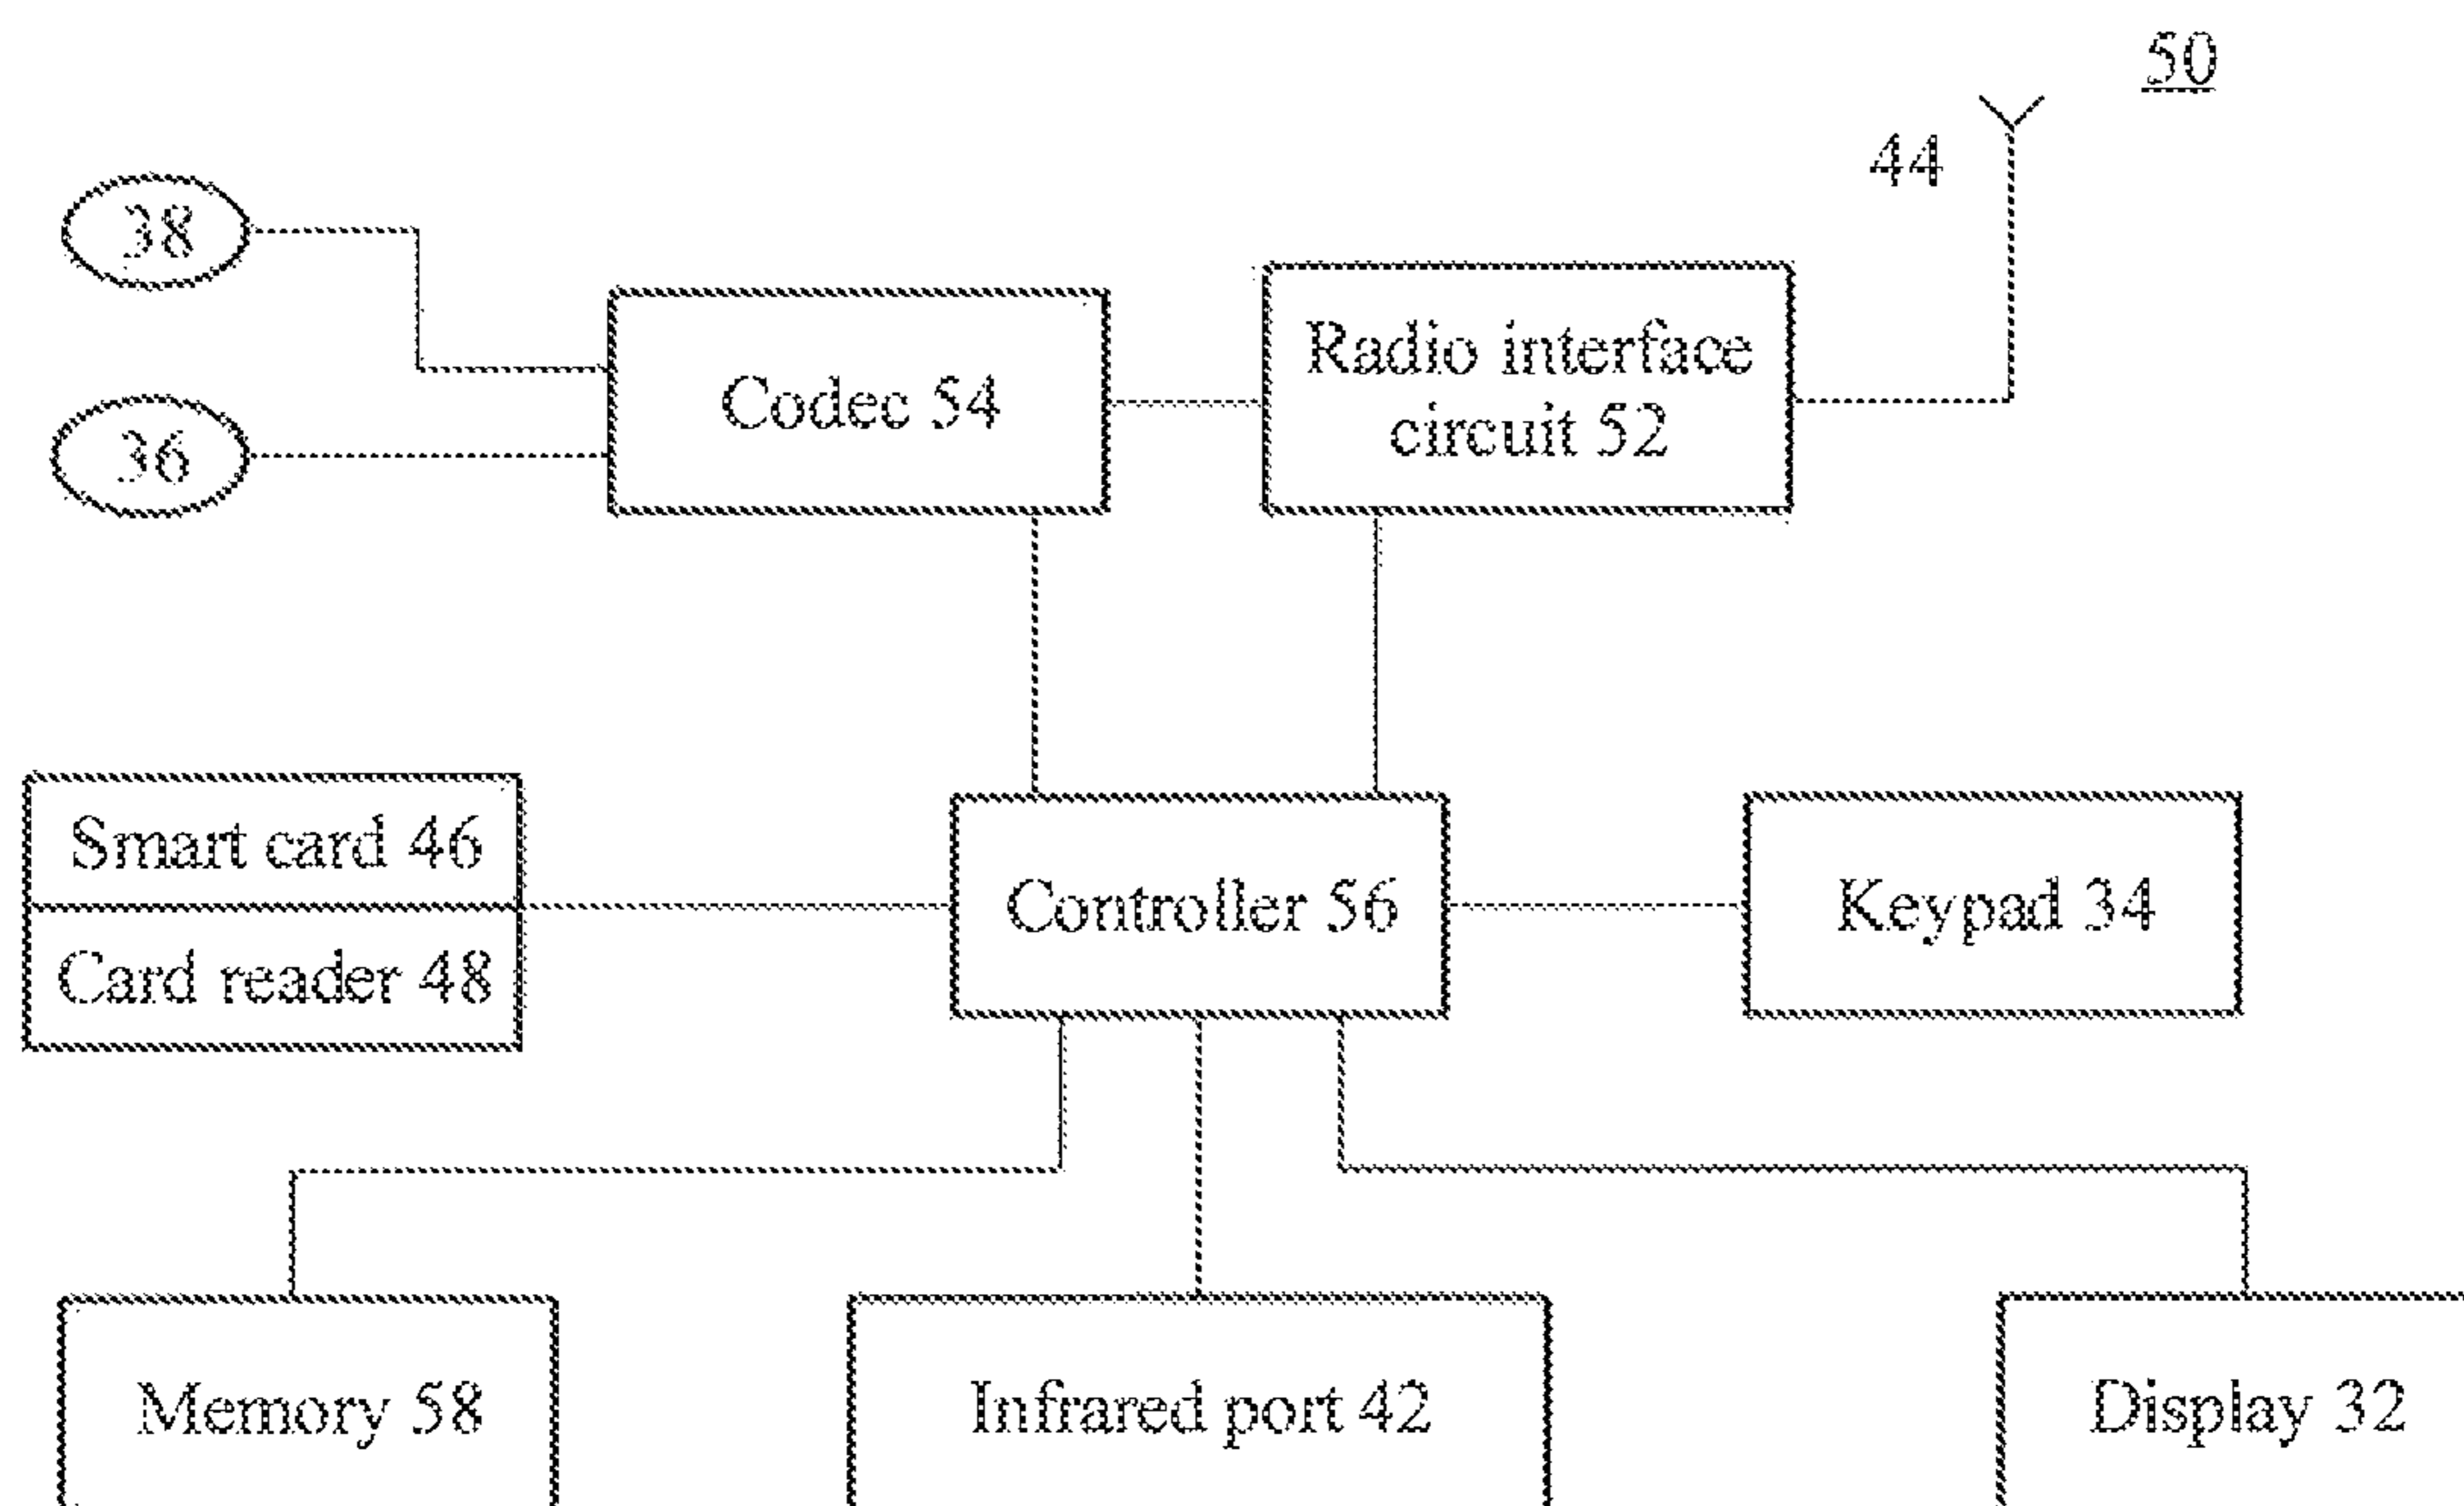 50
44
38
Radio interface
circuit 52
Codec 54
36
Smart card 46
Card reader 48
Controller 56
Keypad 34
Memory 58
Infrared port 42
Display 32